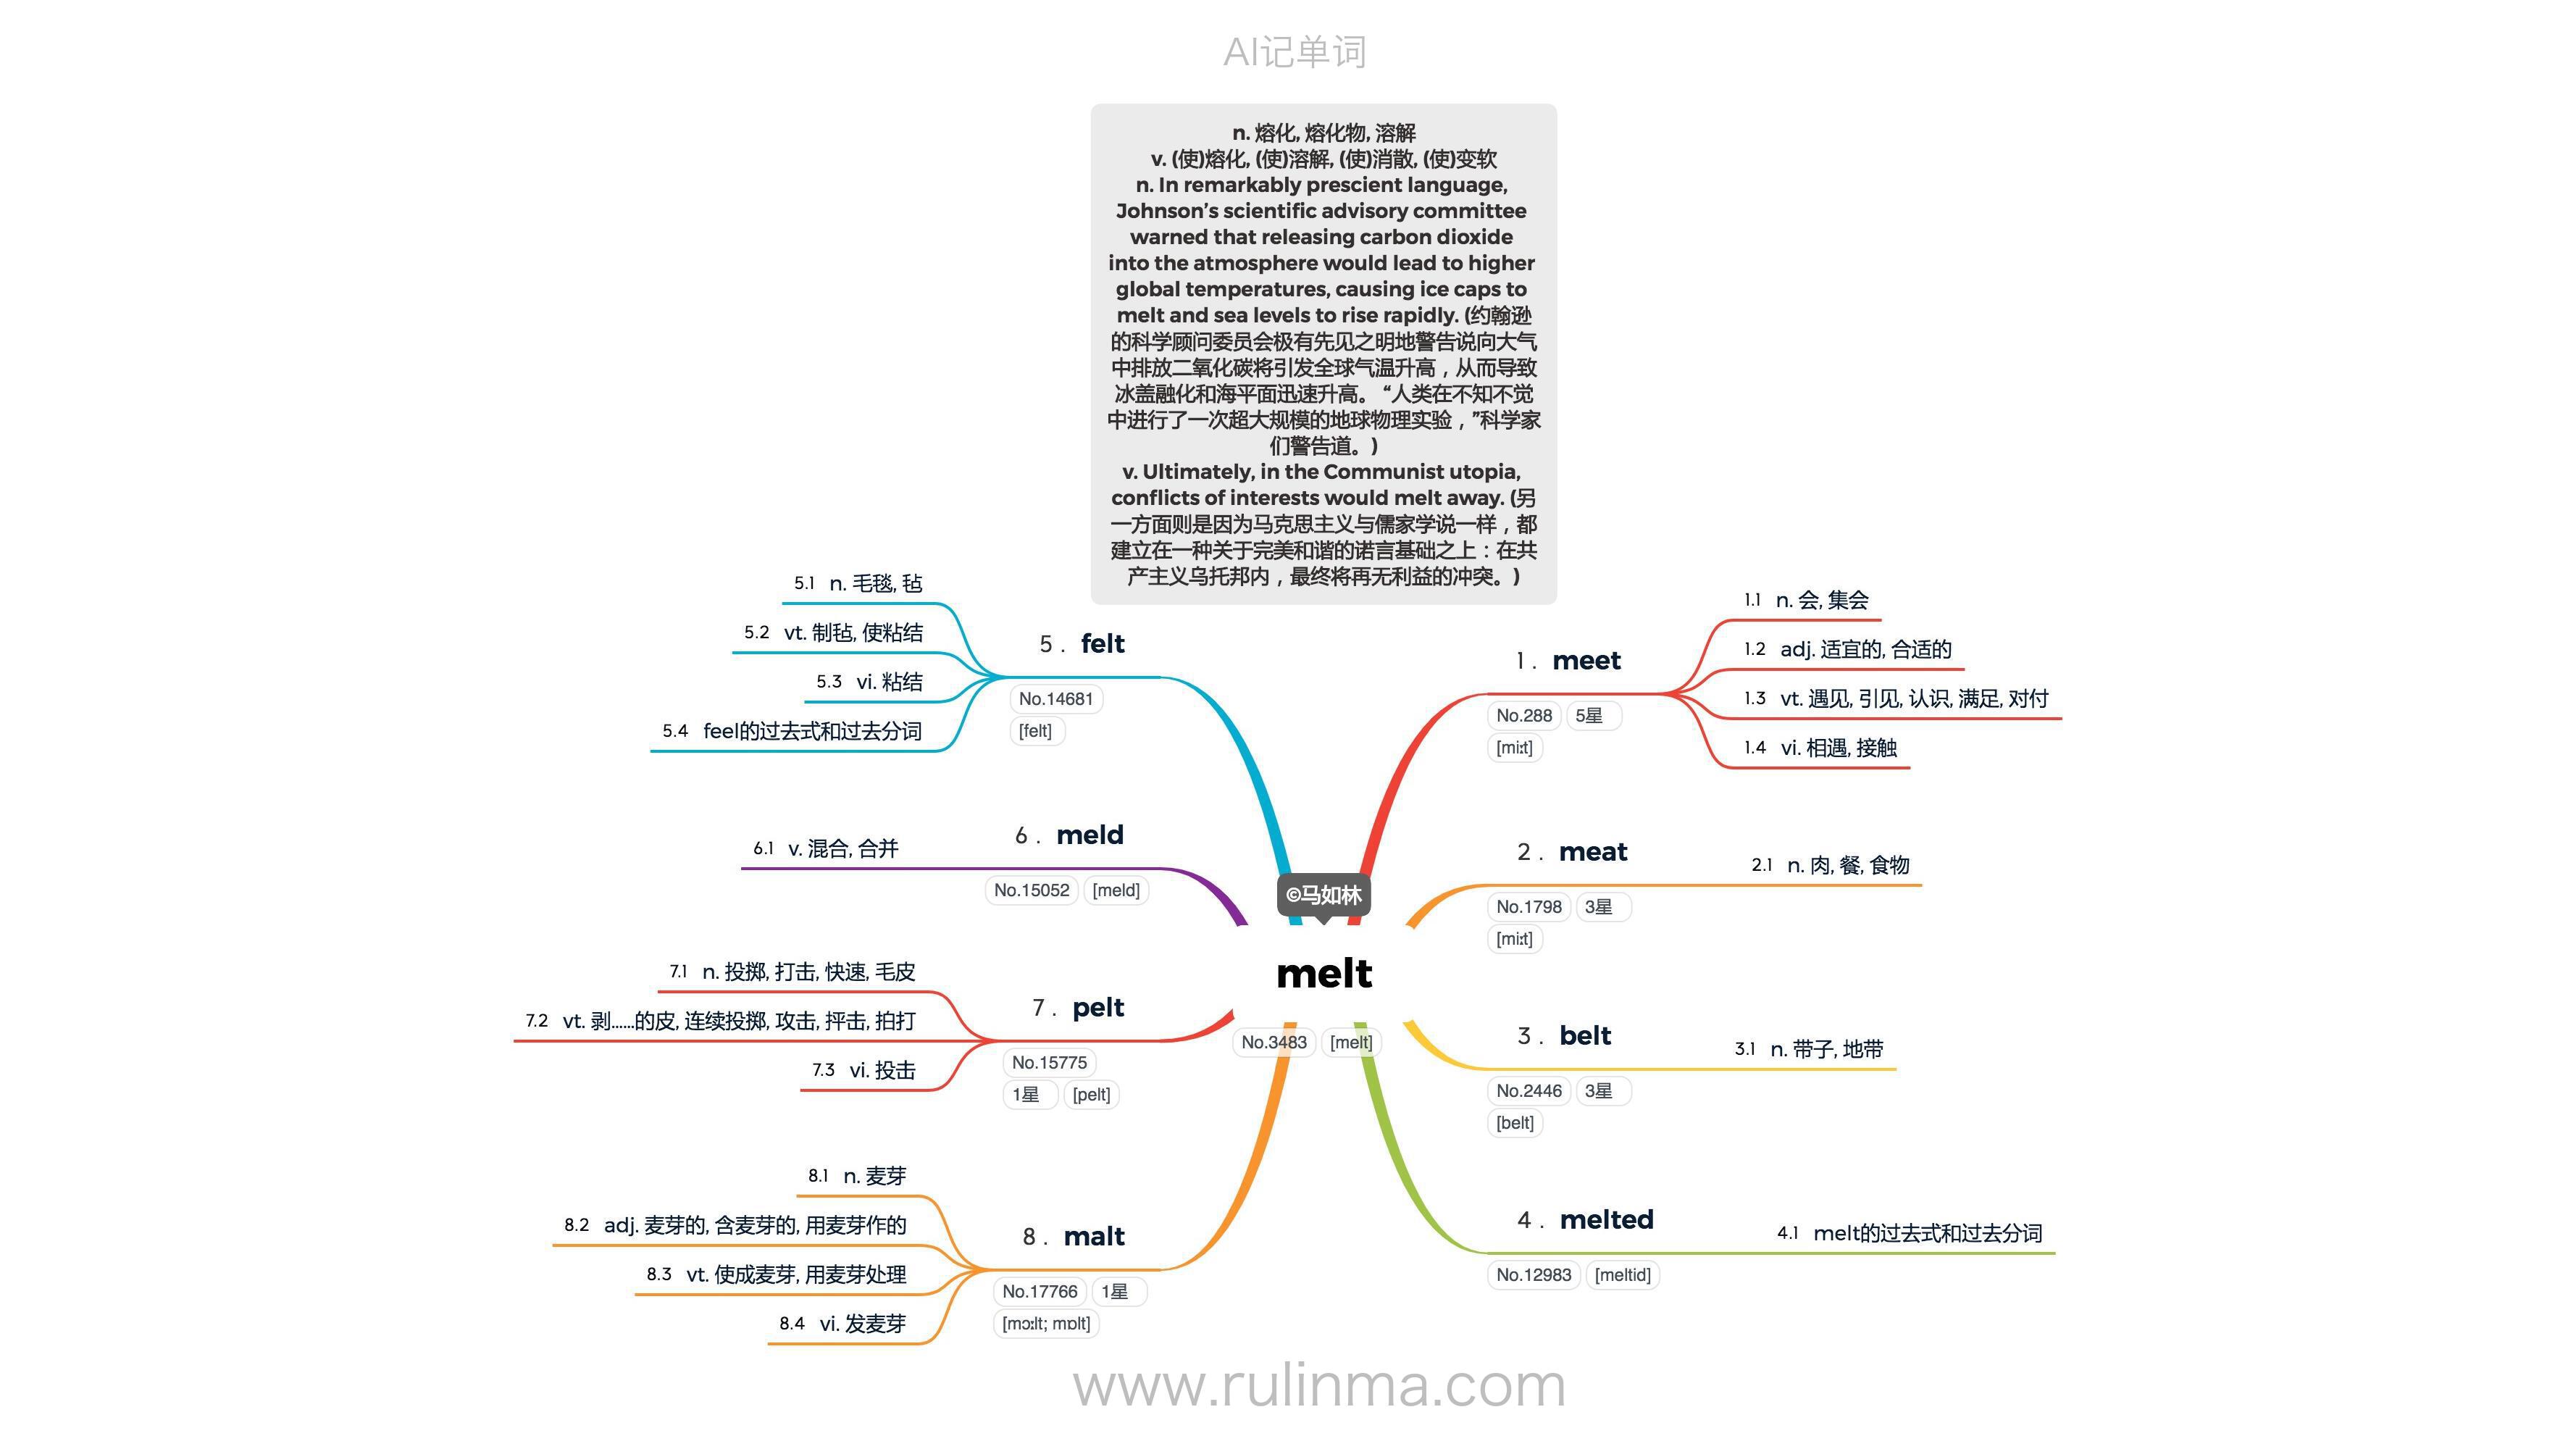 AI记单词
n. 熔化, 熔化物, 溶解
v. (使)熔化, (使)溶解, (使)消散, (使)变软
n. In remarkably prescient language,
Johnson’s scientific advisory committee
warned that releasing carbon dioxide
into the atmosphere would lead to higher
global temperatures, causing ice caps to
melt and sea levels to rise rapidly. (约翰逊
的科学顾问委员会极有先见之明地警告说向大气
中排放二氧化碳将引发全球气温升高，从而导致
冰盖融化和海平面迅速升高。 “人类在不知不觉
中进行了一次超大规模的地球物理实验，”科学家
们警告道。)
v. Ultimately, in the Communist utopia,
conflicts of interests would melt away. (另
一方面则是因为马克思主义与儒家学说一样，都
建立在一种关于完美和谐的诺言基础之上：在共
产主义乌托邦内，最终将再无利益的冲突。)
©马如林
melt
No.3483 [melt]
1 . meet
No.288 5星
[miːt]
1.1 n. 会, 集会
1.2 adj. 适宜的, 合适的
1.3 vt. 遇见, 引见, 认识, 满足, 对付
1.4 vi. 相遇, 接触
2 . meat
No.1798 3星
[miːt]
2.1 n. 肉, 餐, 食物
3 . belt
No.2446 3星
[belt]
3.1 n. 带子, 地带
4 . melted
No.12983 [meltid]
4.1 melt的过去式和过去分词
5 . felt
No.14681
[felt]
5.1 n. 毛毯, 毡
5.2 vt. 制毡, 使粘结
5.3 vi. 粘结
5.4 feel的过去式和过去分词
6 . meld
No.15052 [meld]
6.1 v. 混合, 合并
7 . pelt
No.15775
1星 [pelt]
7.1 n. 投掷, 打击, 快速, 毛皮
7.2 vt. 剥……的皮, 连续投掷, 攻击, 抨击, 拍打
7.3 vi. 投击
8 . malt
No.17766 1星
[mɔːlt; mɒlt]
8.1 n. 麦芽
8.2 adj. 麦芽的, 含麦芽的, 用麦芽作的
8.3 vt. 使成麦芽, 用麦芽处理
8.4 vi. 发麦芽
www.rulinma.com